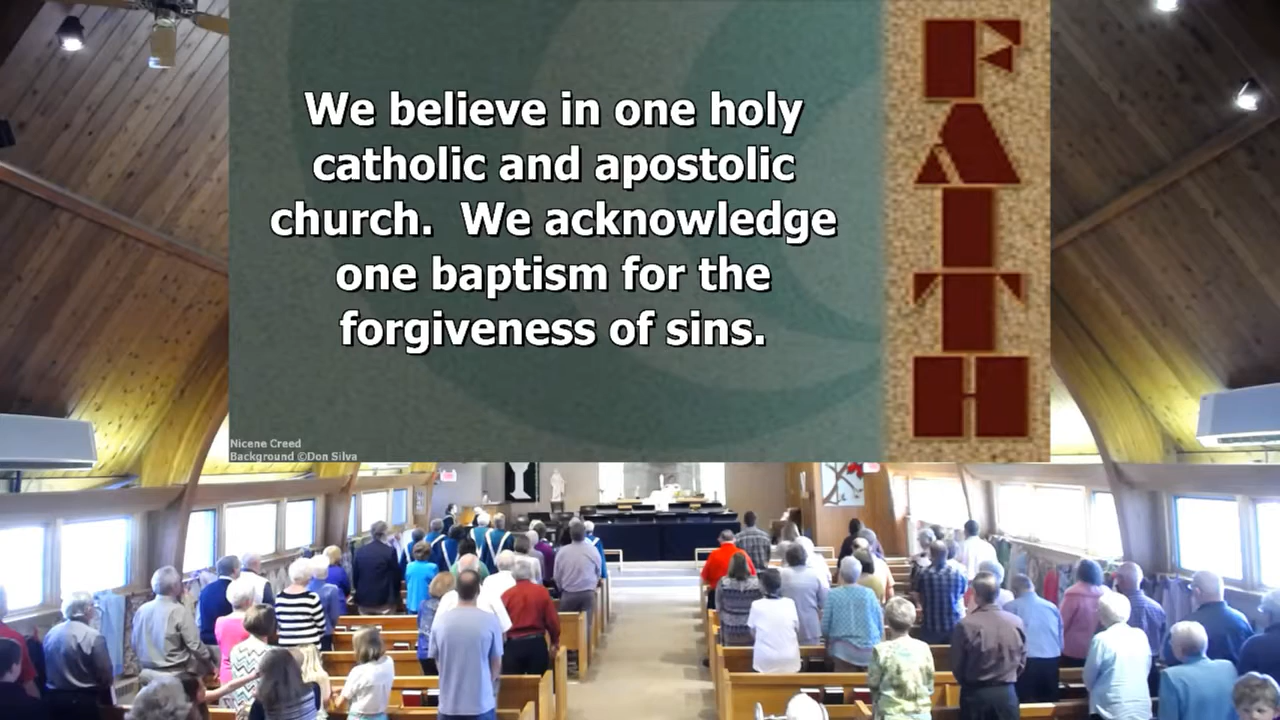 We believe in one holy
catholic and apostolic
church.  We acknowledge
one baptism for the
forgiveness of sins.
FAITH
Nicene Creed
Background ©Don Silva